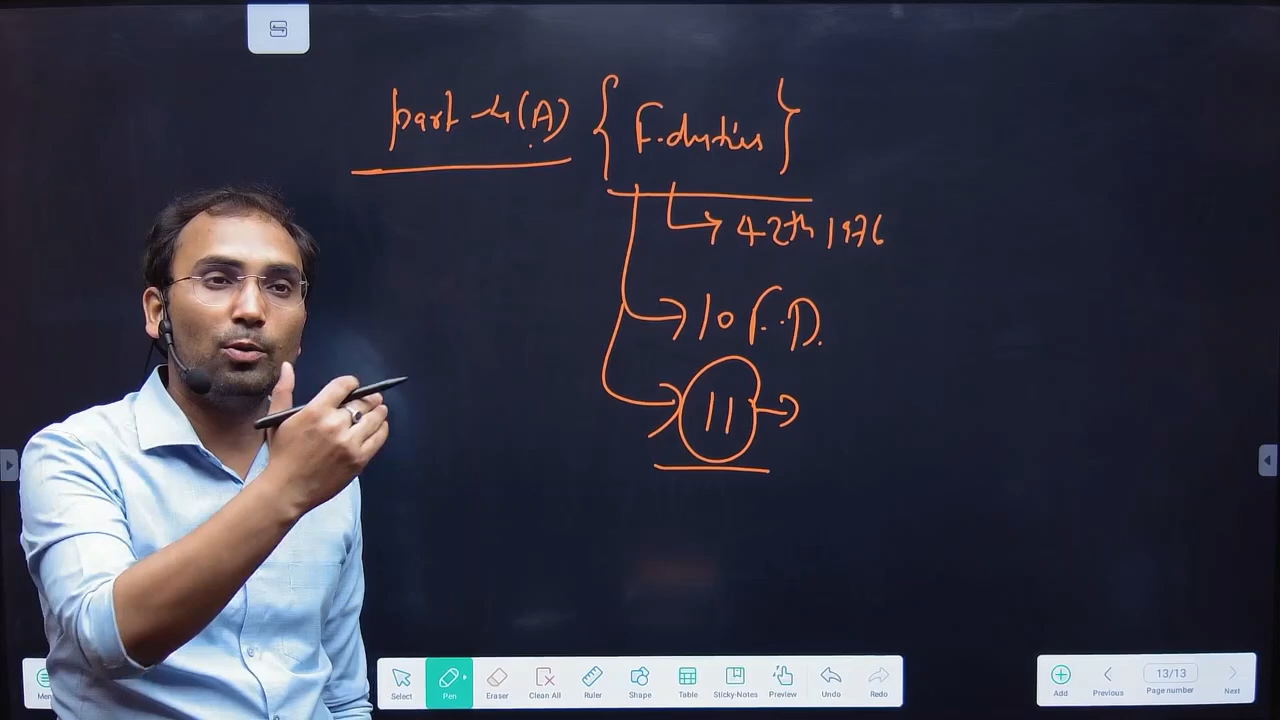 part 4(A) { F.duties }
→ 42th 1976
→ 10 F.D.
→ 11 →
Menu
Select
Pen
Eraser
Clean All
Ruler
Shape
Table
Sticky-Notes
Preview
Undo
Redo
Add
Previous
13/13
Page number
Next